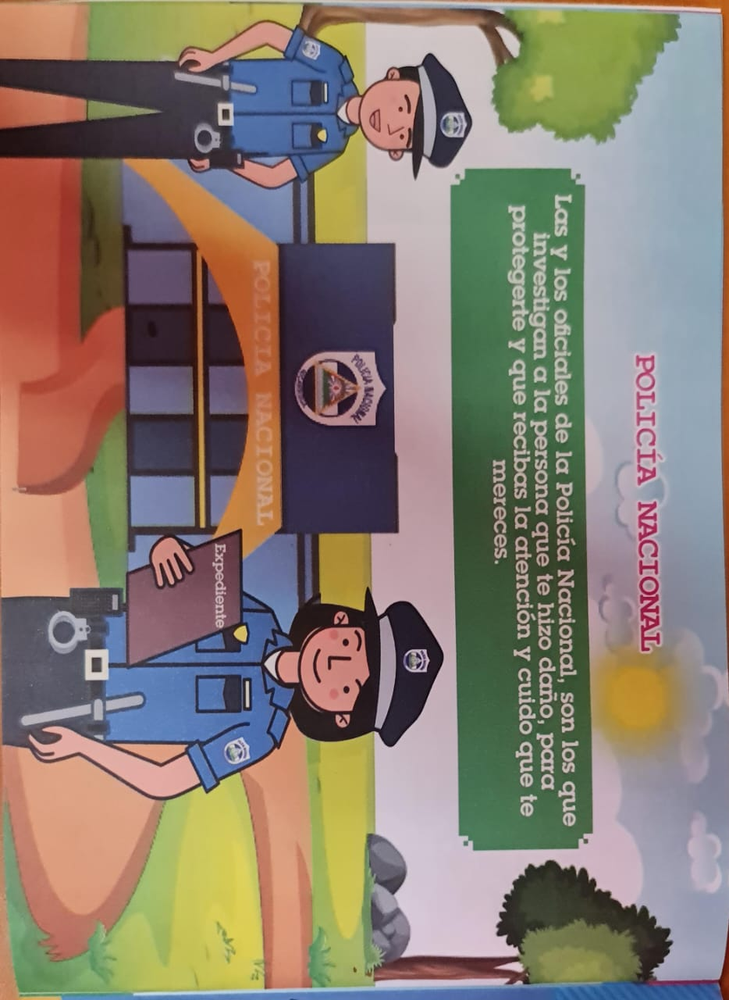 POLICÍA NACIONAL
Las y los oficiales de la Policía Nacional, son los que
investigan a la persona que te hizo daño, para
protegerte y que recibas la atención y cuido que te
mereces.
POLICIA NACIONAL
POLICIA NACIONAL
Expediente